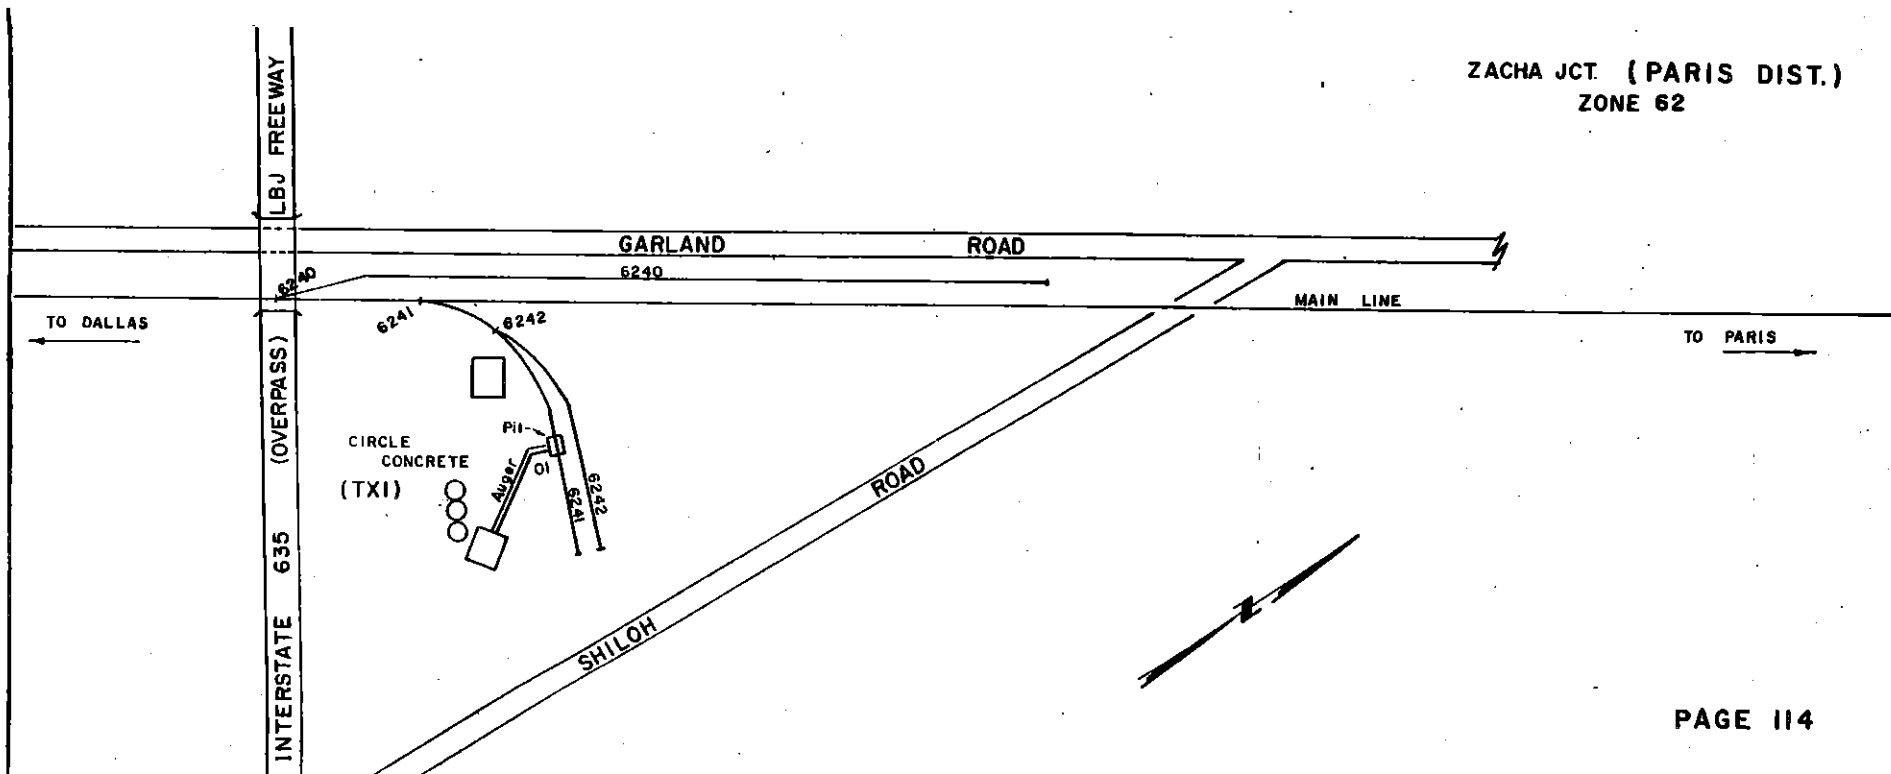 ZACHA JCT. (PARIS DIST.)
ZONE 62
LBJ FREEWAY
GARLAND ROAD
6240
6240
MAIN LINE
TO DALLAS
6241
6242
TO PARIS
(OVERPASS)
Pit
CIRCLE
CONCRETE
(TXI)
Auger
01
6241
6242
ROAD
INTERSTATE 635
SHILOH
N
PAGE 114